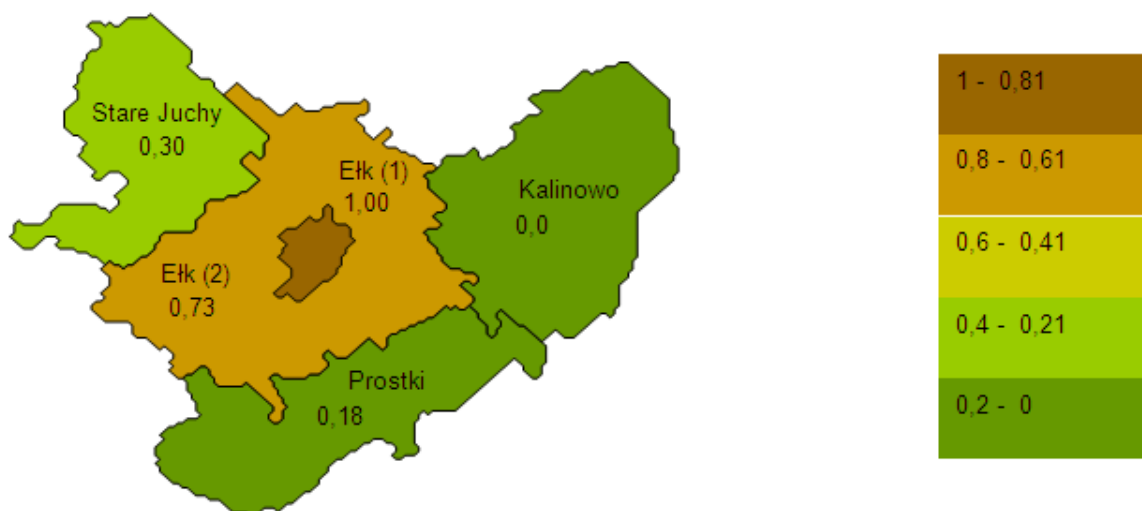 Stare Juchy
0,30
Ełk (1)
1,00
Kalinowo
0,0
Ełk (2)
0,73
Prostki
0,18
1 - 0,81
0,8 - 0,61
0,6 - 0,41
0,4 - 0,21
0,2 - 0